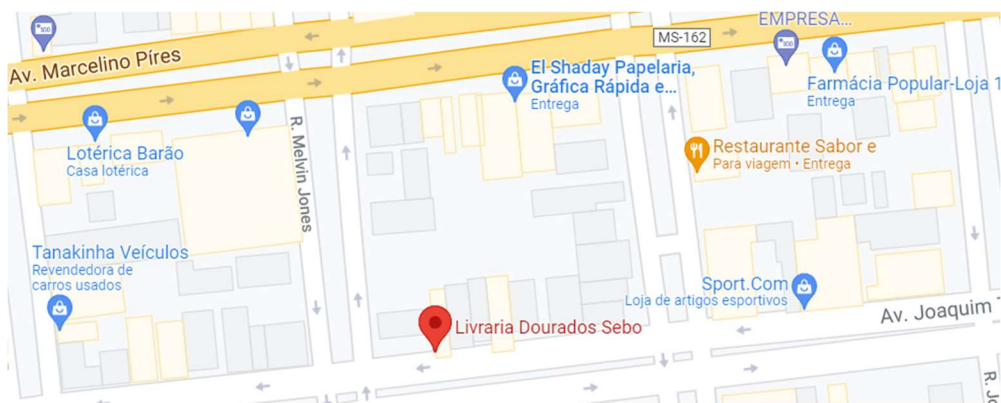 EMPRESA...
MS-162
Av. Marcelino Píres
El Shaday Papelaria,
Gráfica Rápida e...
Entrega
Farmácia Popular-Loja 1
Entrega
Lotérica Barão
Casa lotérica
R. Melvin Jones
Restaurante Sabor e
Para viagem • Entrega
Tanakinha Veículos
Revendedora de
carros usados
Sport.Com
Loja de artigos esportivos
Livraria Dourados Sebo
Av. Joaquim